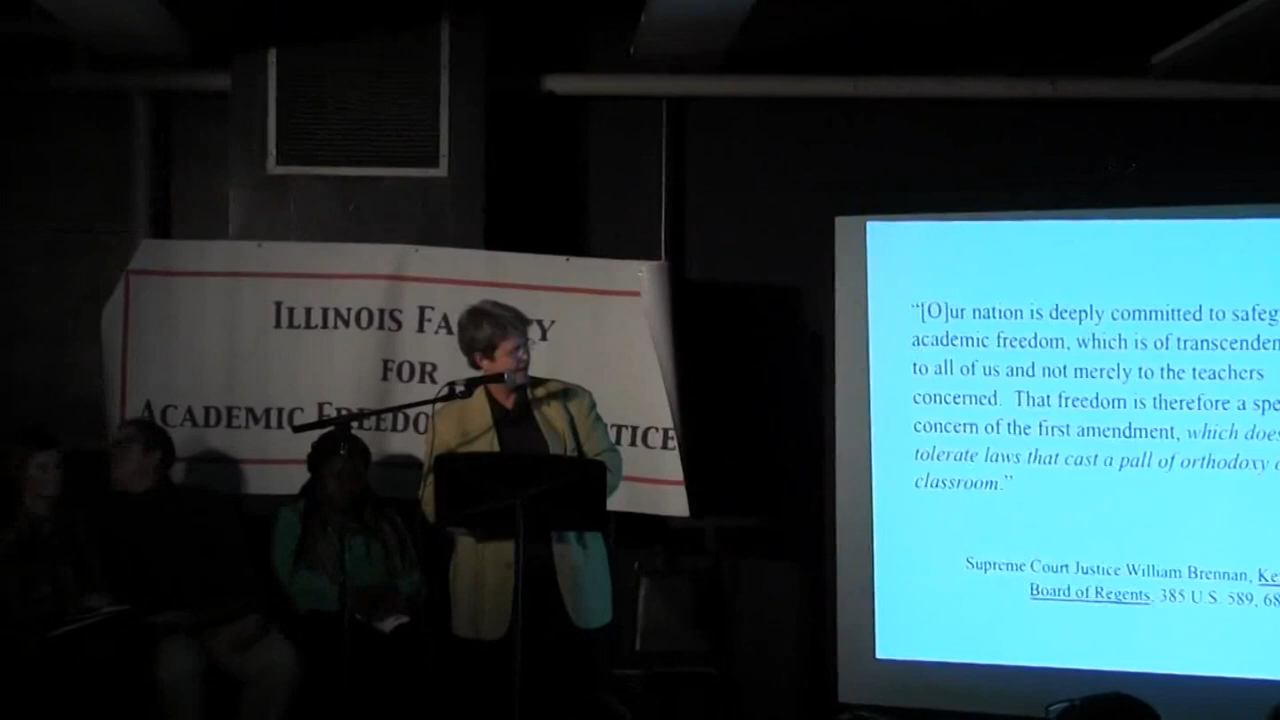 ILLINOIS FA TY
FOR
ACADEMIC FREEDO TICE
“[O]ur nation is deeply committed to safeg
academic freedom, which is of transcenden
to all of us and not merely to the teachers
concerned. That freedom is therefore a spe
concern of the first amendment, which does
tolerate laws that cast a pall of orthodoxy
classroom.”
Supreme Court Justice William Brennan, Ke
Board of Regents, 385 U.S. 589, 68